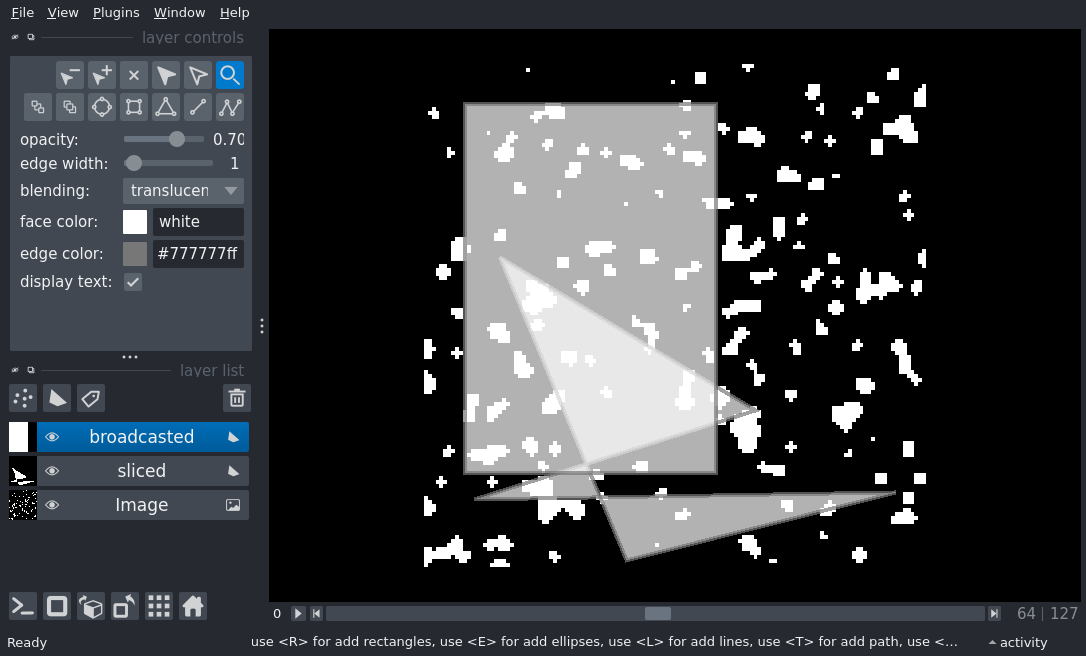 File View Plugins Window Help
layer controls
opacity: 0.70
edge width: 1
blending: translucen
face color: white
edge color: #777777ff
display text:
layer list
broadcasted
sliced
Image
0 64 127
Ready use <R> for add rectangles, use <E> for add ellipses, use <L> for add lines, use <T> for add path, use <... activity